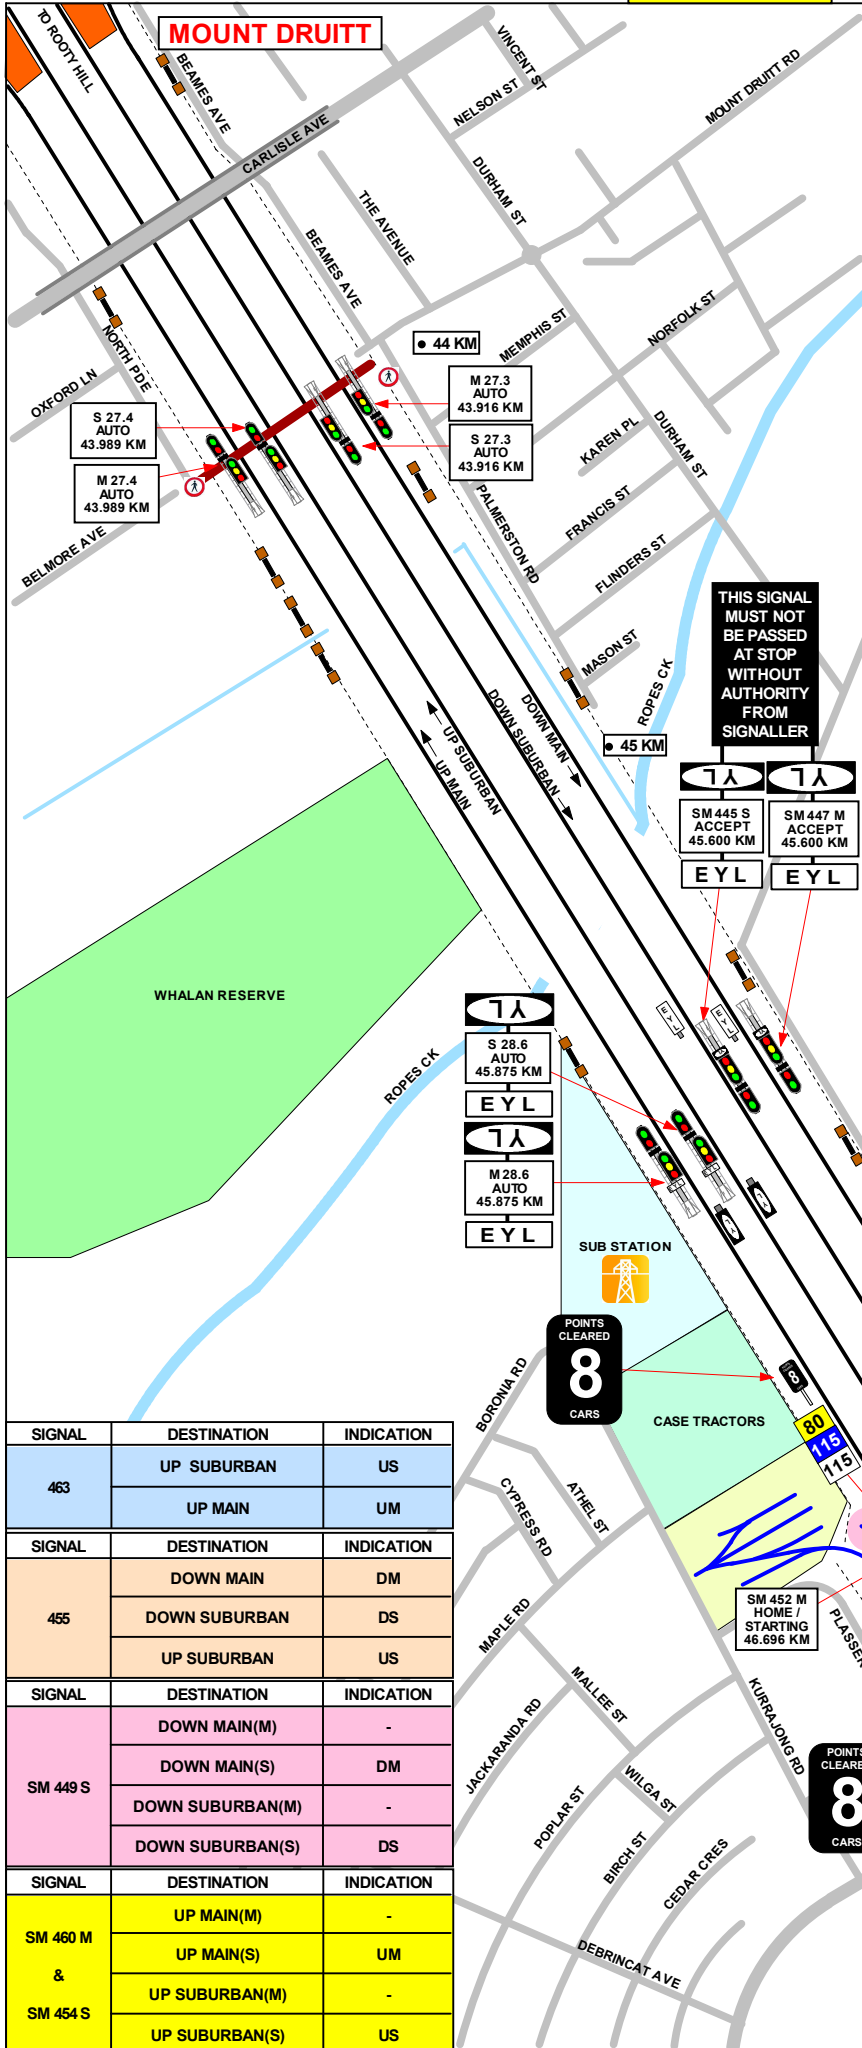 MOUNT DRUITT
TO ROOTY HILL
BEAMES AVE
CARLISLE AVE
VINCENT ST
NELSON ST
MOUNT DRUITT RD
DURHAM ST
THE AVENUE
BEAMES AVE
NORTH PDE
OXFORD LN
44 KM
MEMPHIS ST
NORFOLK ST
M 27.3
AUTO
43.916 KM
S 27.4
AUTO
43.989 KM
S 27.3
AUTO
43.916 KM
M 27.4
AUTO
43.989 KM
KAREN PL
DURHAM ST
BELMORE AVE
PALMERSTON RD
FRANCIS ST
FLINDERS ST
MASON ST
ROPES CK
THIS SIGNAL
MUST NOT
BE PASSED
AT STOP
WITHOUT
AUTHORITY
FROM
SIGNALLER
UP SUBURBAN
UP MAIN
DOWN MAIN
DOWN SUBURBAN
45 KM
YL
YL
SM 445 S
ACCEPT
45.600 KM
SM 447 M
ACCEPT
45.600 KM
E Y L
E Y L
WHALAN RESERVE
ROPES CK
E Y L
E Y L
YL
S 28.6
AUTO
45.875 KM
E Y L
YL
M 28.6
AUTO
45.875 KM
E Y L
SUB STATION
POINTS
CLEARED
8
CARS
8
CASE TRACTORS
80
115
115
BORONIA RD
ATHEL ST
CYPRESS RD
MAPLE RD
SM 452 M
HOME /
STARTING
46.696 KM
PLASSER
MALLEE ST
JACKARANDA RD
KURRAJONG RD
POPLAR ST
WILGA ST
BIRCH ST
CEDAR CRES
DEBRINCAT AVE
POINTS
CLEARED
8
CARS
SIGNAL DESTINATION INDICATION
463 UP SUBURBAN US
UP MAIN UM
SIGNAL DESTINATION INDICATION
455 DOWN MAIN DM
DOWN SUBURBAN DS
UP SUBURBAN US
SIGNAL DESTINATION INDICATION
SM 449 S DOWN MAIN(M) -
DOWN MAIN(S) DM
DOWN SUBURBAN(M) -
DOWN SUBURBAN(S) DS
SIGNAL DESTINATION INDICATION
SM 460 M & SM 454 S UP MAIN(M) -
UP MAIN(S) UM
UP SUBURBAN(M) -
UP SUBURBAN(S) US